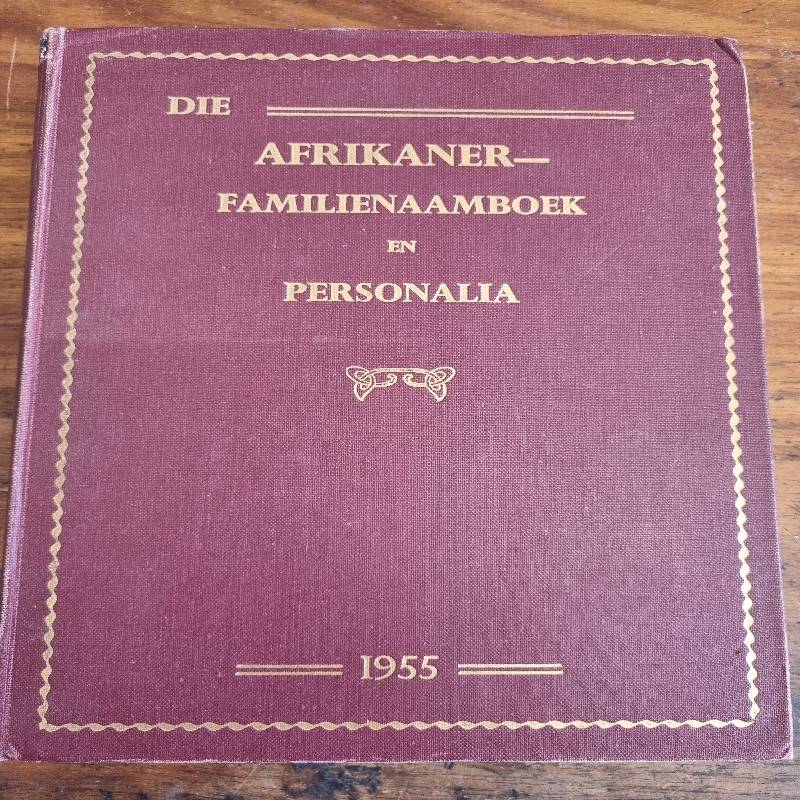 DIE
AFRIKANER—
FAMILIENAAMBOEK
EN
PERSONALIA
1955